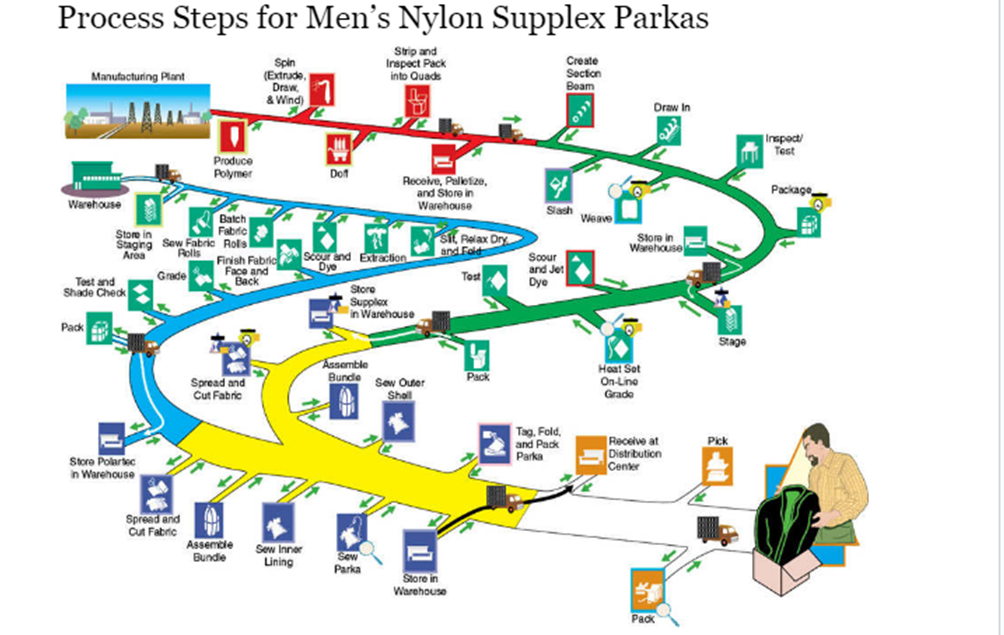 Process Steps for Men’s Nylon Supplex Parkas
Manufacturing Plant
Spin
(Extrude,
Draw,
& Wind)
Strip and
Inspect Pack
into Quads
Create
Section
Beam
Draw In
Inspect/
Test
Produce
Polymer
Doff
Receive, Palletize,
and Store in
Warehouse
Slash
Weave
Package
Warehouse
Store in
Staging
Area
Sew Fabric
Rolls
Batch
Fabric
Rolls
Finish Fabric
Face and
Back
Scour and
Dye
Extraction
Slit, Relax Dry,
and Fold
Store in
Warehouse
Scour
and Jet
Dye
Test
Grade
Test and
Shade Check
Pack
Store
Supplex
in Warehouse
Stage
Heat Set
On-Line
Grade
Pack
Spread and
Cut Fabric
Assemble
Bundle
Sew Outer
Shell
Tag, Fold,
and Pack
Parka
Receive at
Distribution
Center
Pick
Store Polartec
in Warehouse
Spread and
Cut Fabric
Assemble
Bundle
Sew Inner
Lining
Sew
Parka
Store in
Warehouse
Pack